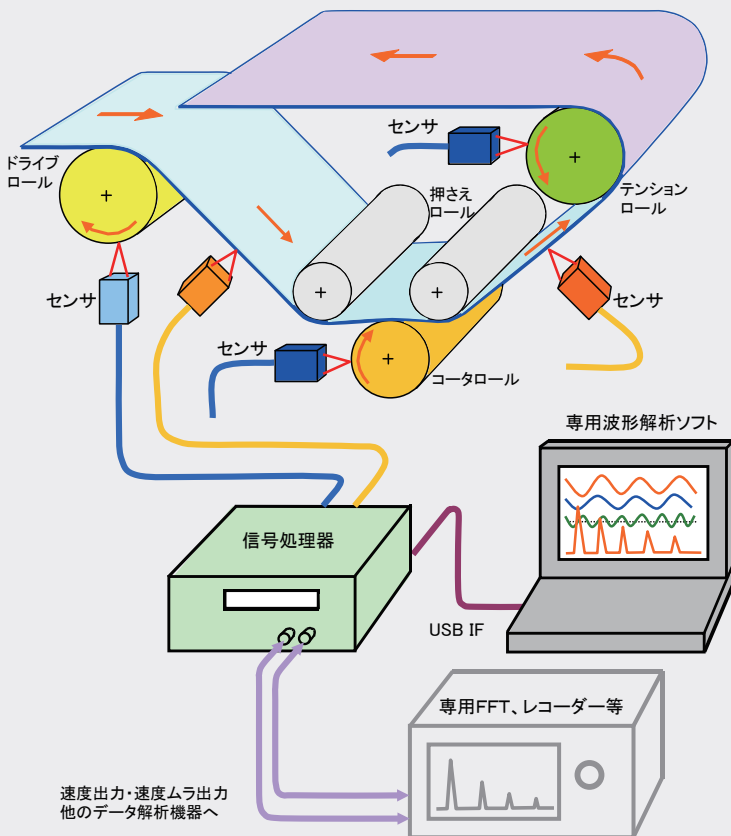 センサ
ドライブ
ロール
押さえ
ロール
テンション
ロール
センサ
センサ
センサ
コータロール
専用波形解析ソフト
信号処理器
USB IF
専用FFT、レコーダー等
速度出力・速度ムラ出力
他のデータ解析機器へ